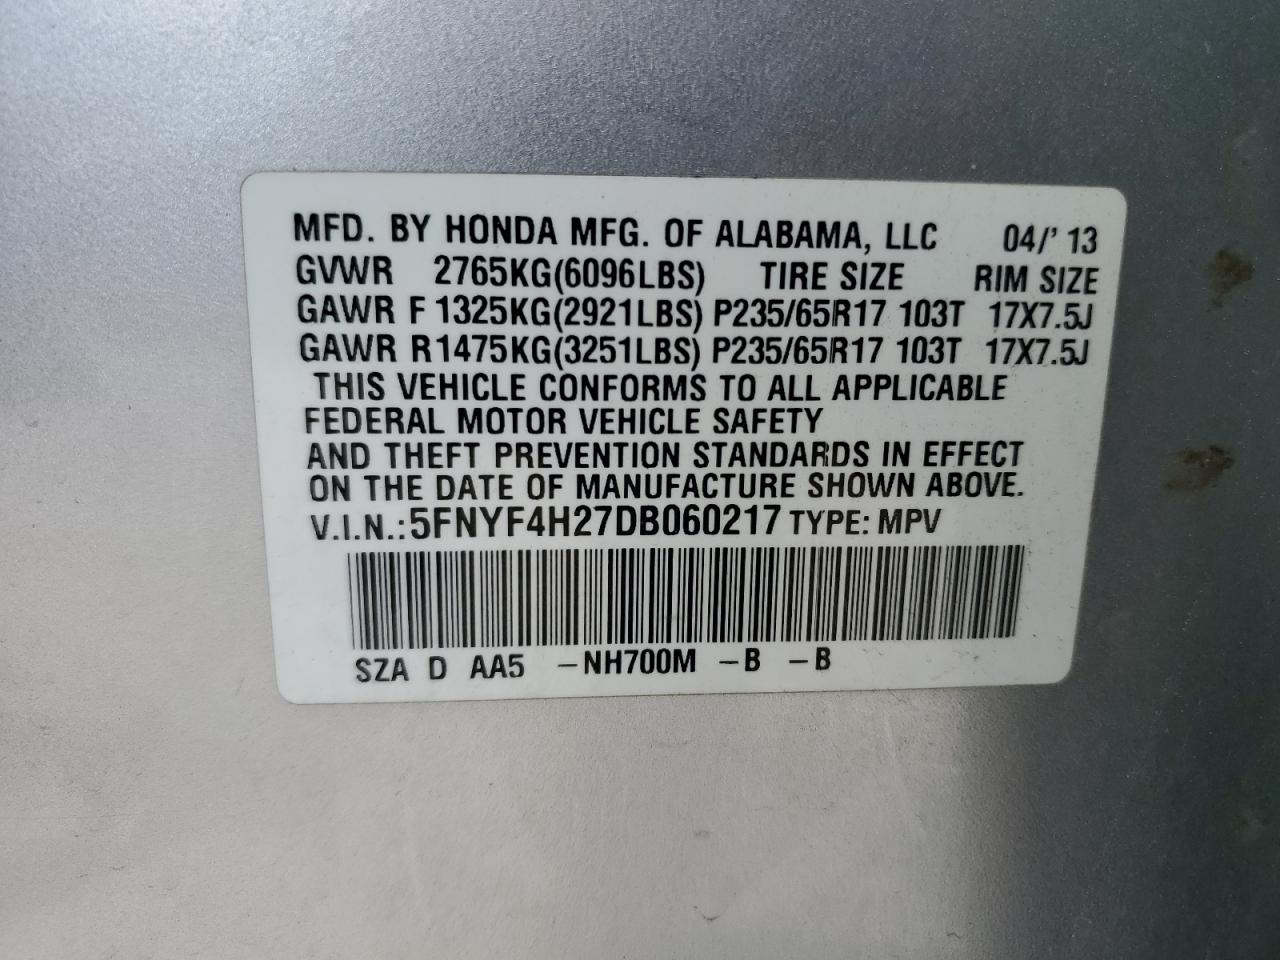 MFD. BY HONDA MFG. OF ALABAMA, LLC 04/' 13
GVWR 2765KG(6096LBS) TIRE SIZE RIM SIZE
GAWR F 1325KG(2921LBS) P235/65R17 103T 17X7.5J
GAWR R1475KG(3251LBS) P235/65R17 103T 17X7.5J
THIS VEHICLE CONFORMS TO ALL APPLICABLE
FEDERAL MOTOR VEHICLE SAFETY
AND THEFT PREVENTION STANDARDS IN EFFECT
ON THE DATE OF MANUFACTURE SHOWN ABOVE.
V.I.N.:5FNYF4H27DB060217 TYPE: MPV
SZA D AA5 -NH700M -B -B